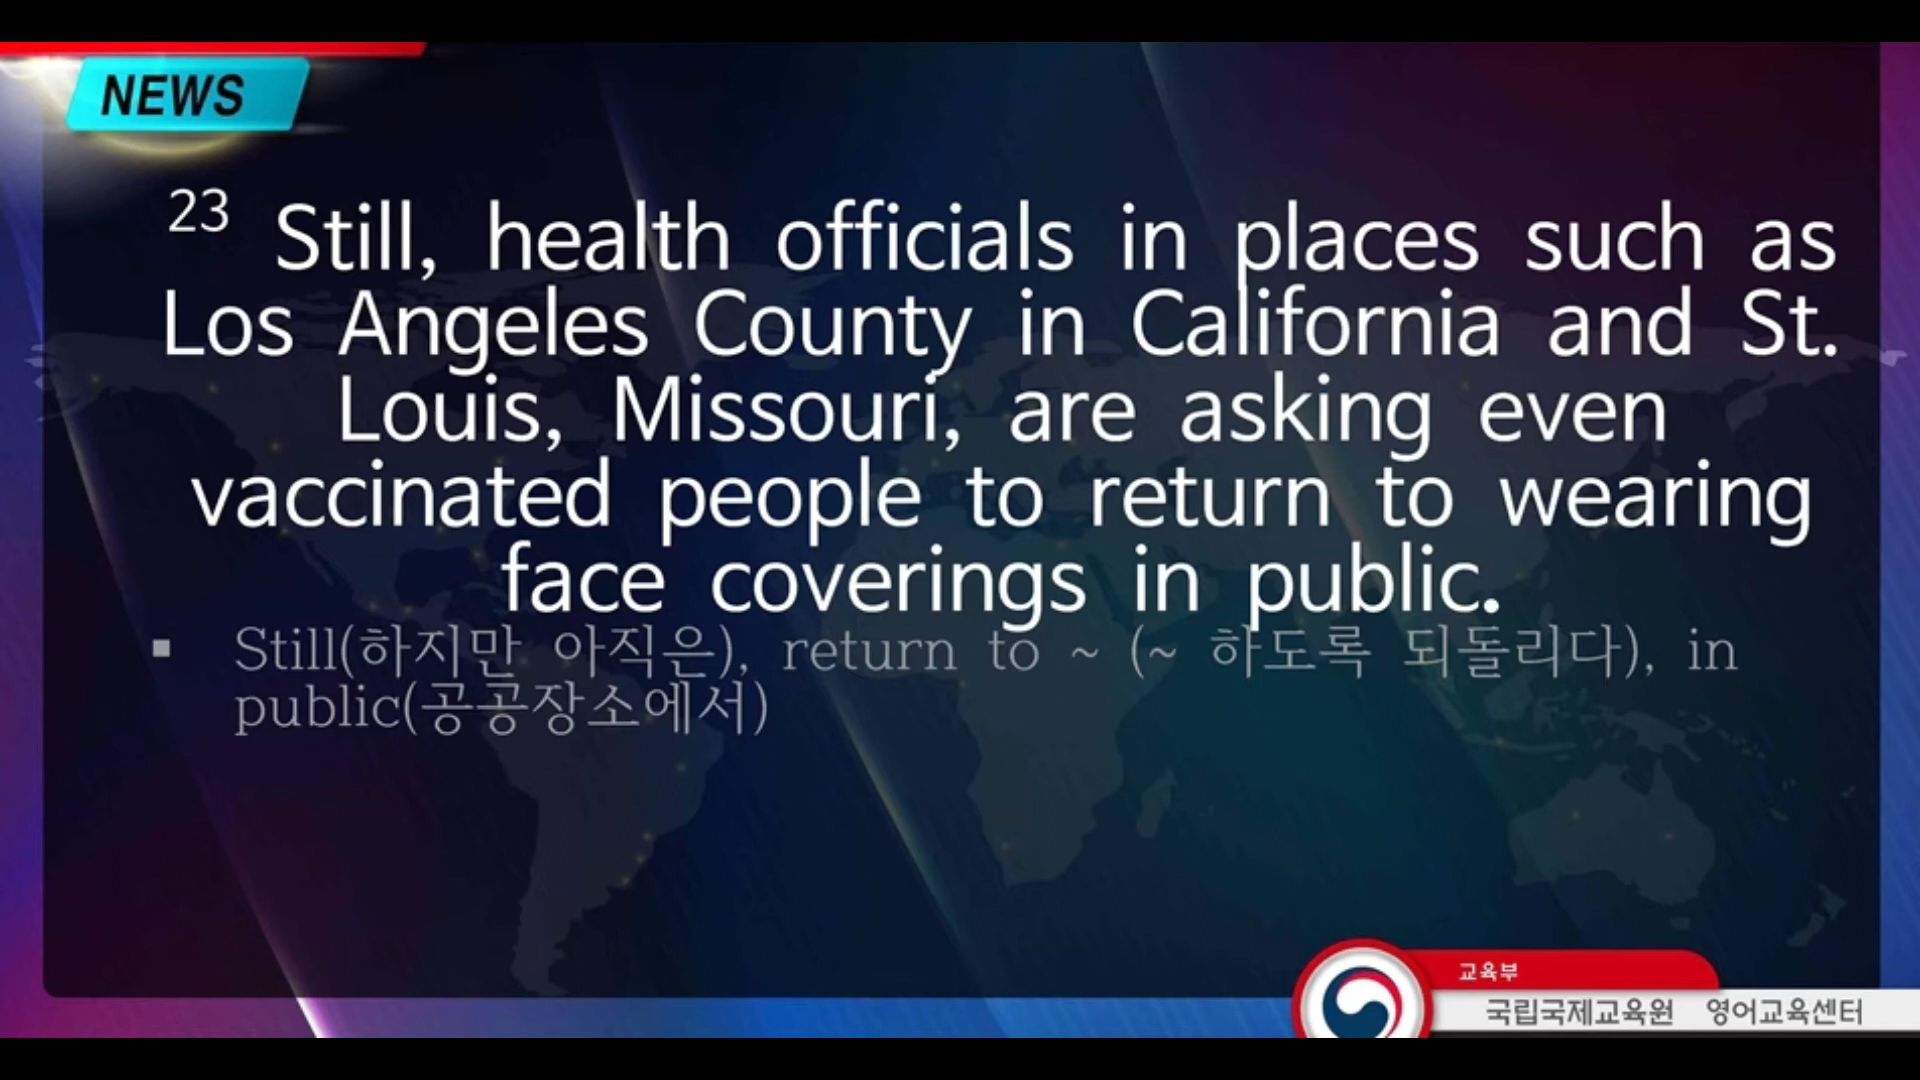 NEWS
23 Still, health officials in places such as
Los Angeles County in California and St.
Louis, Missouri, are asking even
vaccinated people to return to wearing
face coverings in public.
▪ Still(하지만 아직은), return to ~ (~ 하도록 되돌리다), in
public(공공장소에서)
교육부
국립국제교육원 영어교육센터